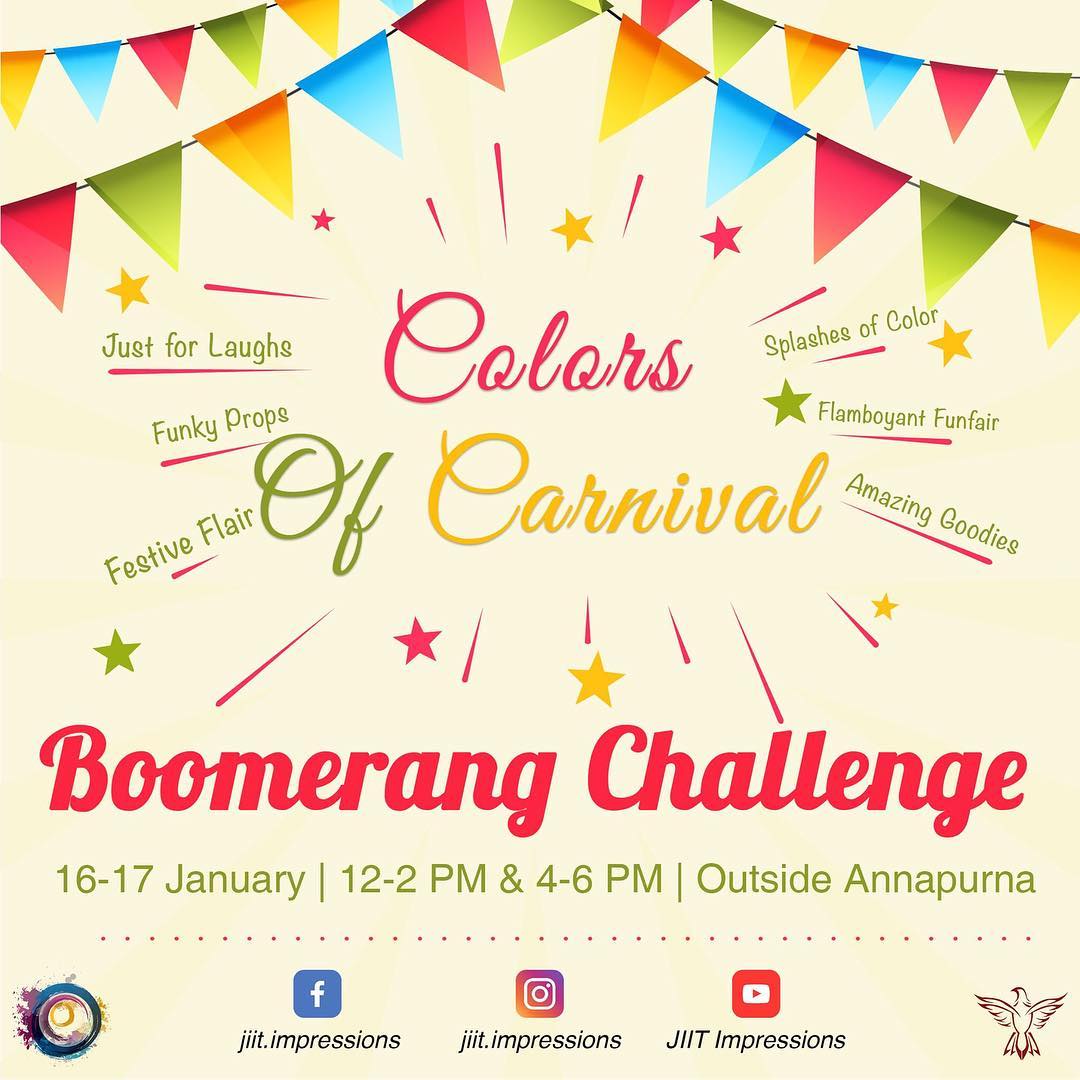 Colors
Of Carnival
Just for Laughs
Funky Props
Festive Flair
Splashes of Color
Flamboyant Funfair
Amazing Goodies
Boomerang Challenge
16-17 January | 12-2 PM & 4-6 PM | Outside Annapurna
jiit.impressions
jiit.impressions
JIIT Impressions